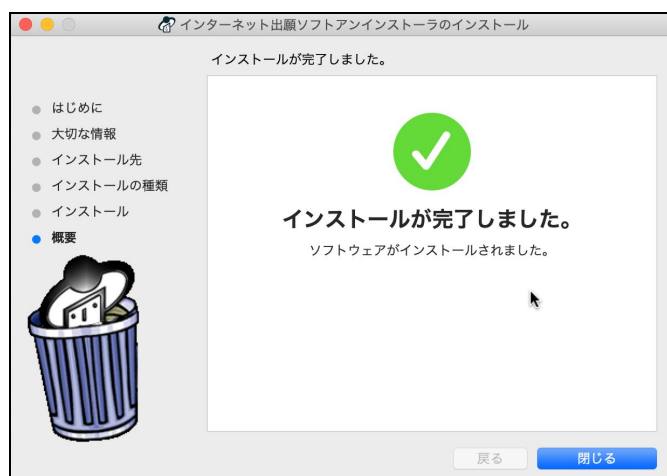 インターネット出願ソフトアンインストーラのインストール
インストールが完了しました。
はじめに
大切な情報
インストール先
インストールの種類
インストール
概要
インストールが完了しました。
ソフトウェアがインストールされました。
戻る
閉じる